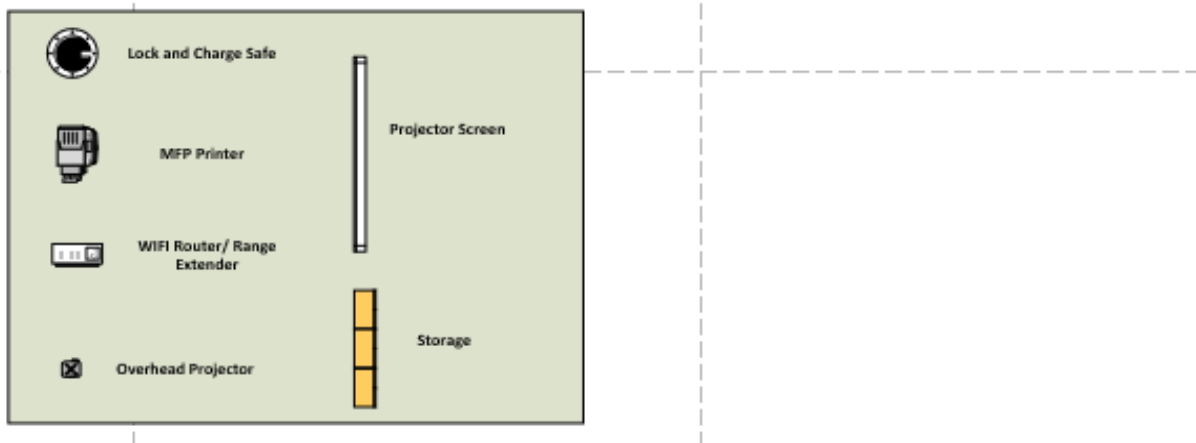 Lock and Charge Safe
Projector Screen
MFP Printer
WIFI Router/ Range
Extender
Storage
Overhead Projector